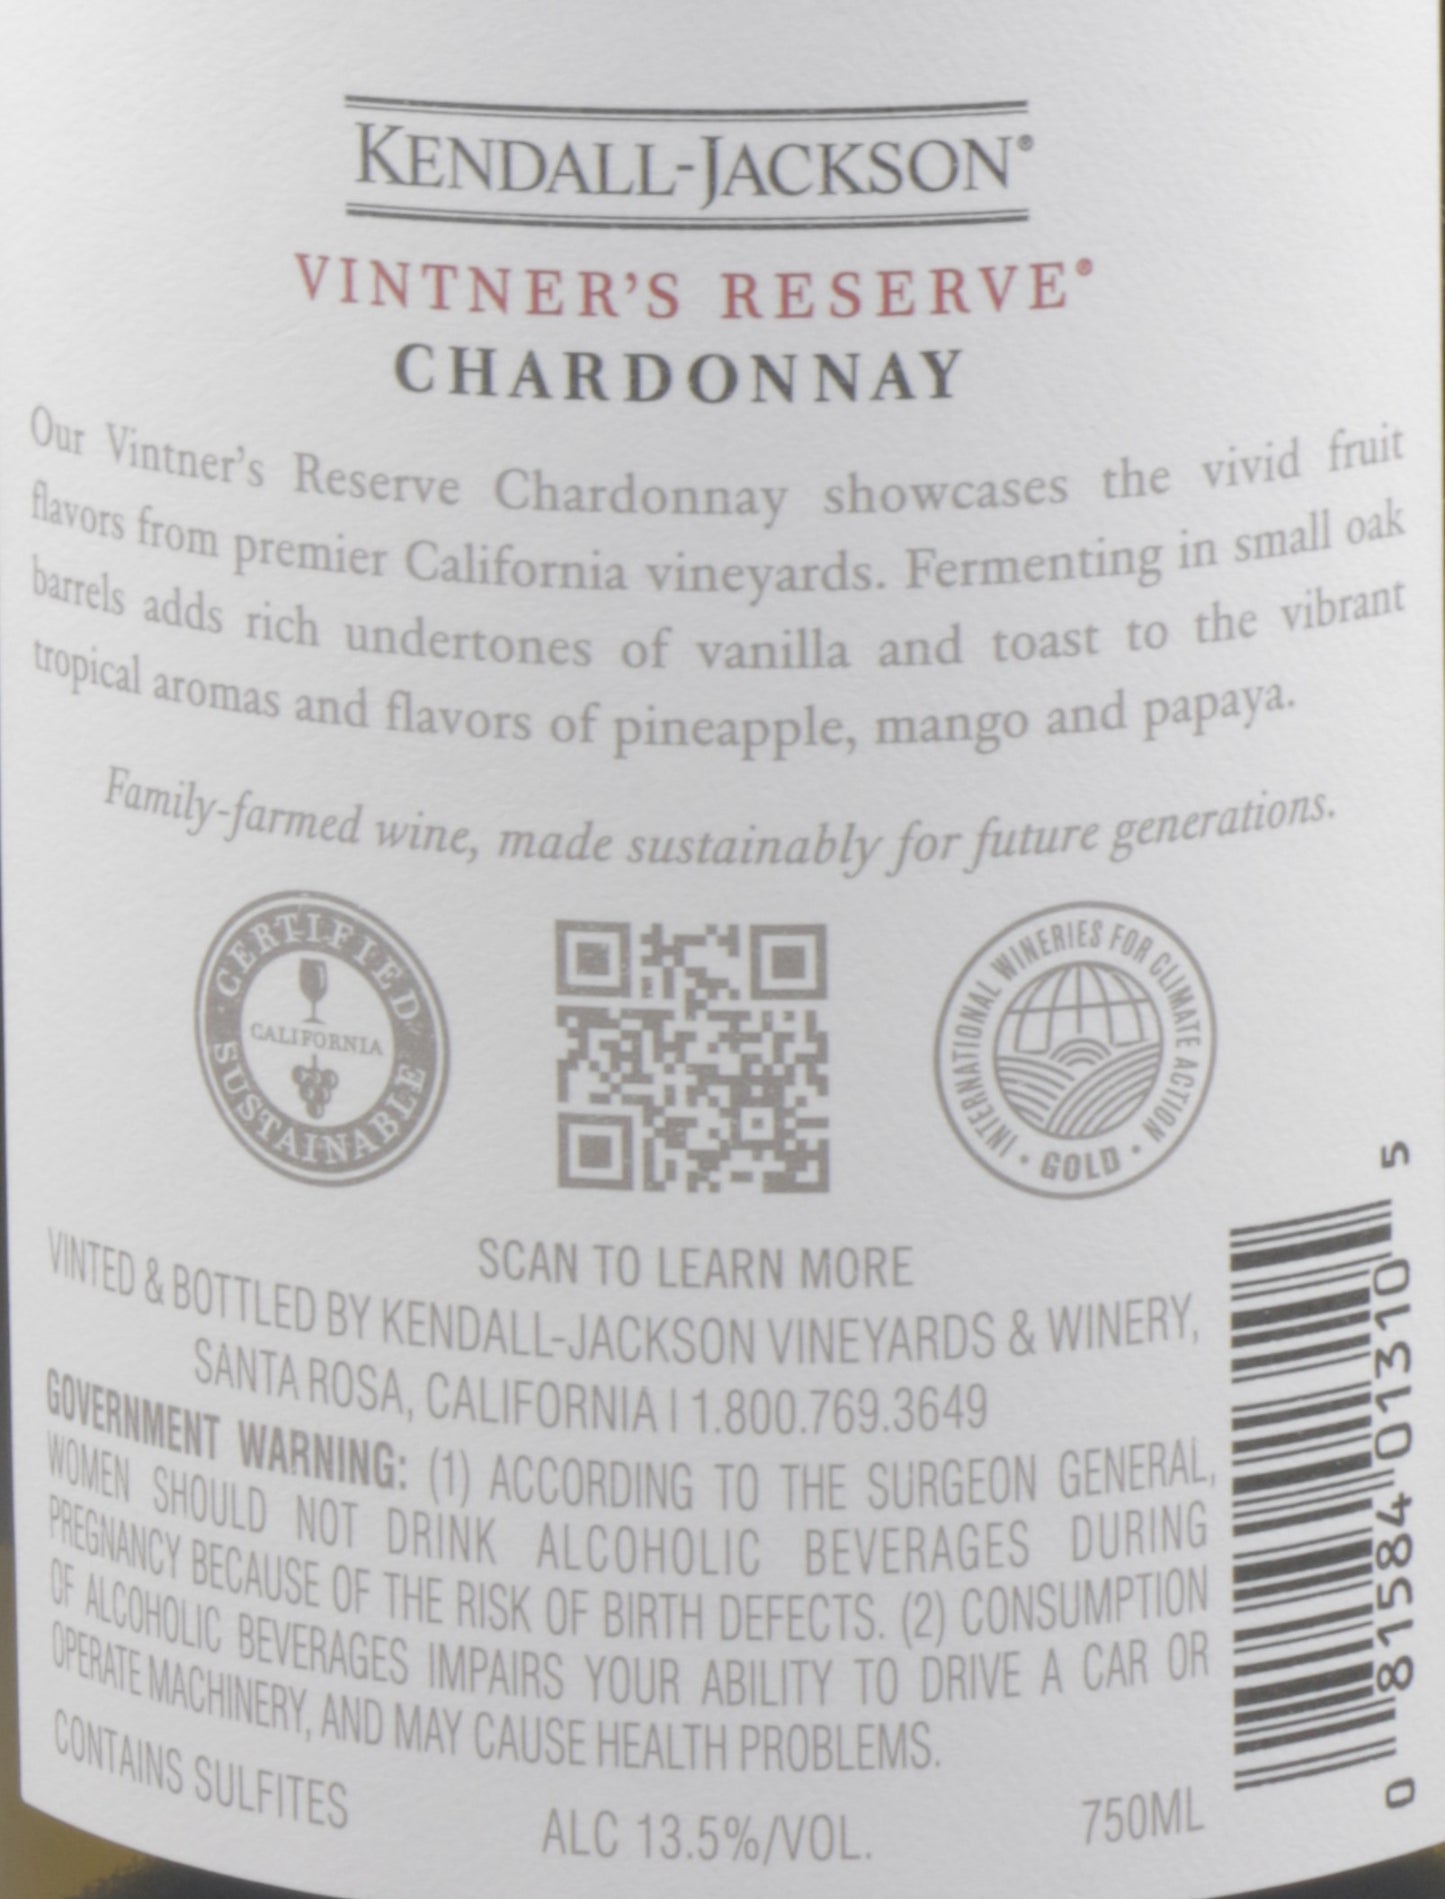 KENDALL-JACKSON®
VINTNER'S RESERVE®
CHARDONNAY
Our Vintner's Reserve Chardonnay showcases the vivid fruit
flavors from premier California vineyards. Fermenting in small oak
barrels adds rich undertones of vanilla and toast to the vibrant
tropical aromas and flavors of pineapple, mango and papaya.
Family-farmed wine, made sustainably for future generations.
CERTIFIED
CALIFORNIA
SUSTAINABLE
INTERNATIONAL WINERIES FOR CLIMATE ACTION
• GOLD •
SCAN TO LEARN MORE
VINTED & BOTTLED BY KENDALL-JACKSON VINEYARDS & WINERY,
SANTA ROSA, CALIFORNIA | 1.800.769.3649
GOVERNMENT WARNING: (1) ACCORDING TO THE SURGEON GENERAL,
WOMEN SHOULD NOT DRINK ALCOHOLIC BEVERAGES DURING
PREGNANCY BECAUSE OF THE RISK OF BIRTH DEFECTS. (2) CONSUMPTION
OF ALCOHOLIC BEVERAGES IMPAIRS YOUR ABILITY TO DRIVE A CAR OR
OPERATE MACHINERY, AND MAY CAUSE HEALTH PROBLEMS.
CONTAINS SULFITES
ALC 13.5%/VOL.
750ML
0 81584 01310 5